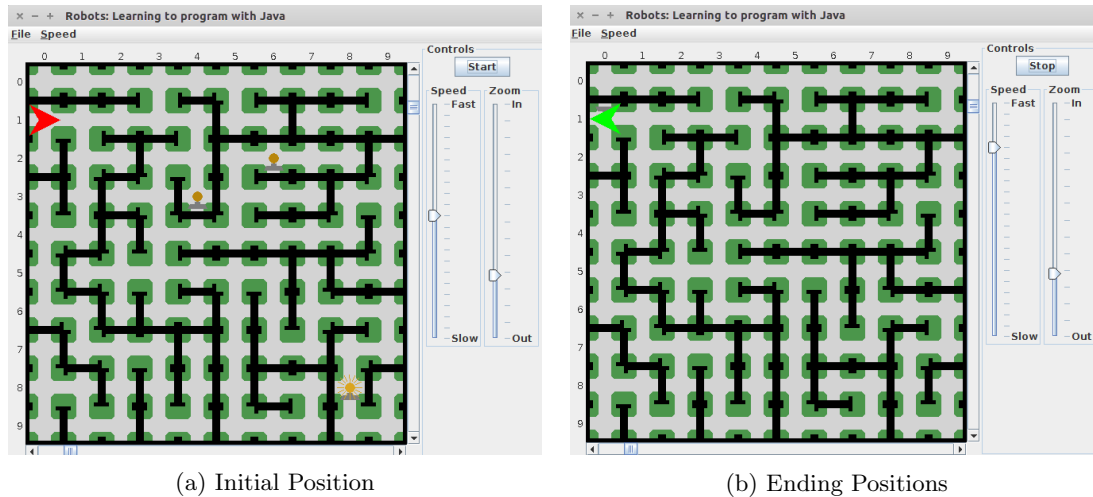 × − + Robots: Learning to program with Java
File Speed
0 1 2 3 4 5 6 7 8 9
0
1
2
3
4
5
6
7
8
9
Controls
Start
Speed
Fast
Slow
Zoom
In
Out
(a) Initial Position
× − + Robots: Learning to program with Java
File Speed
0 1 2 3 4 5 6 7 8 9
0
1
2
3
4
5
6
7
8
9
Controls
Stop
Speed
Fast
Slow
Zoom
In
Out
(b) Ending Positions